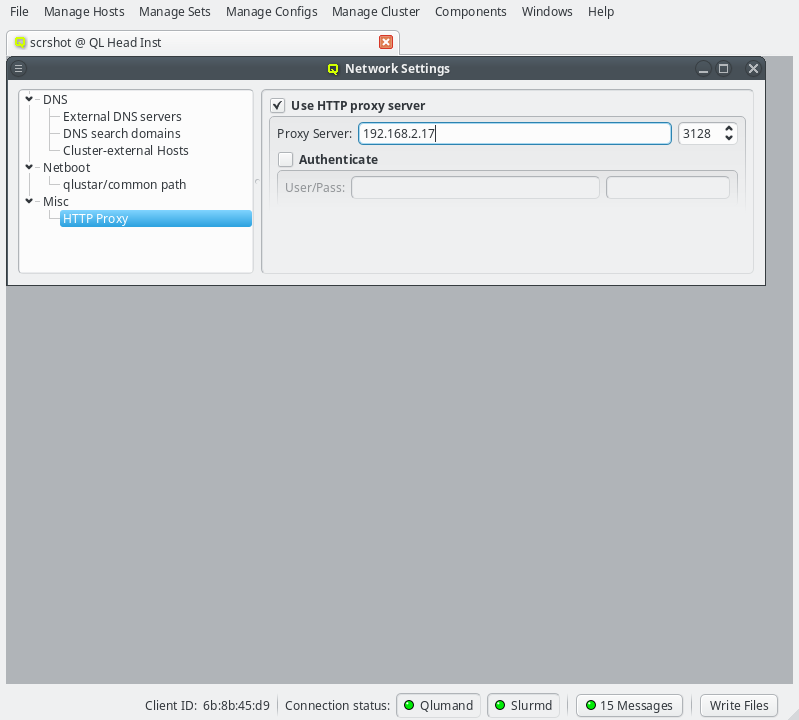 File Manage Hosts Manage Sets Manage Configs Manage Cluster Components Windows Help
scrshot @ QL Head Inst
Network Settings
DNS
External DNS servers
DNS search domains
Cluster-external Hosts
Netboot
qlustar/common path
Misc
HTTP Proxy
Use HTTP proxy server
Proxy Server: 192.168.2.17 3128
Authenticate
User/Pass:
Client ID: 6b:8b:45:d9 Connection status: Qlumand Slurmd 15 Messages Write Files